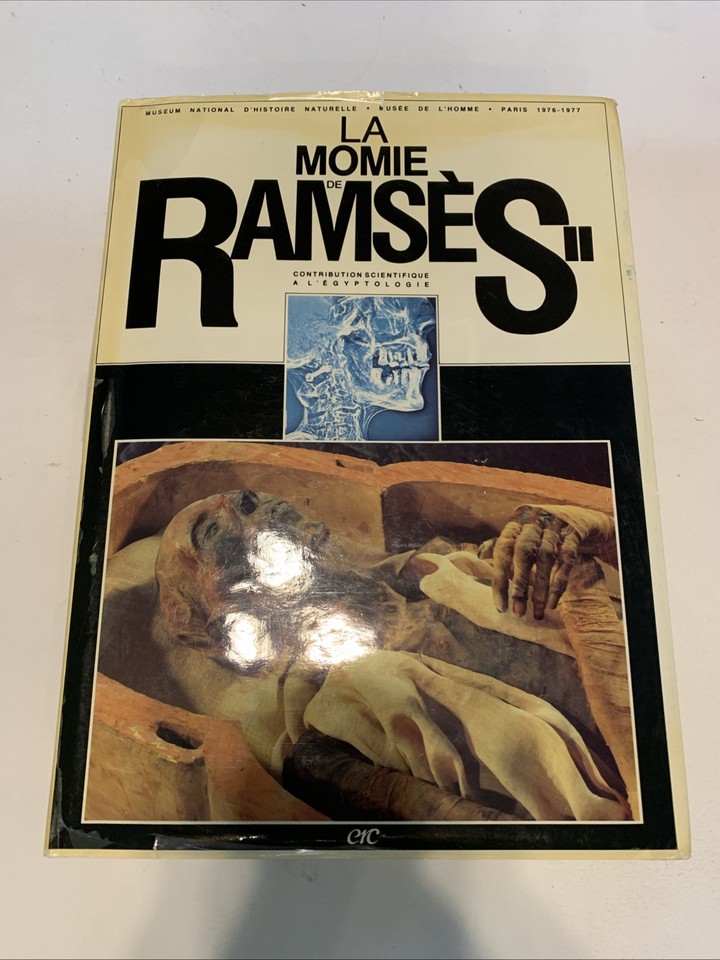 MUSEUM NATIONAL D'HISTOIRE NATURELLE • MUSÉE DE L'HOMME • PARIS 1976-1977
LA
MOMIE
DE
RAMSÈS II
CONTRIBUTION SCIENTIFIQUE
A L'ÉGYPTOLOGIE
erc